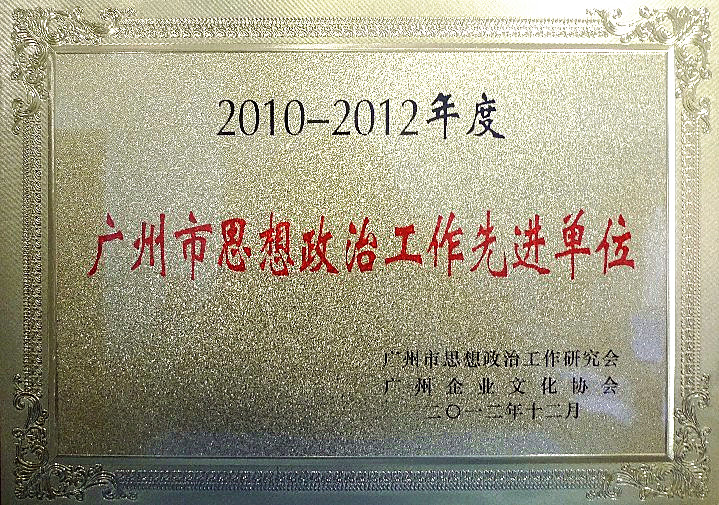 2010-2012年度
广州市思想政治工作先进单位
广州市思想政治工作研究会
广州企业文化协会
二〇一二年十二月